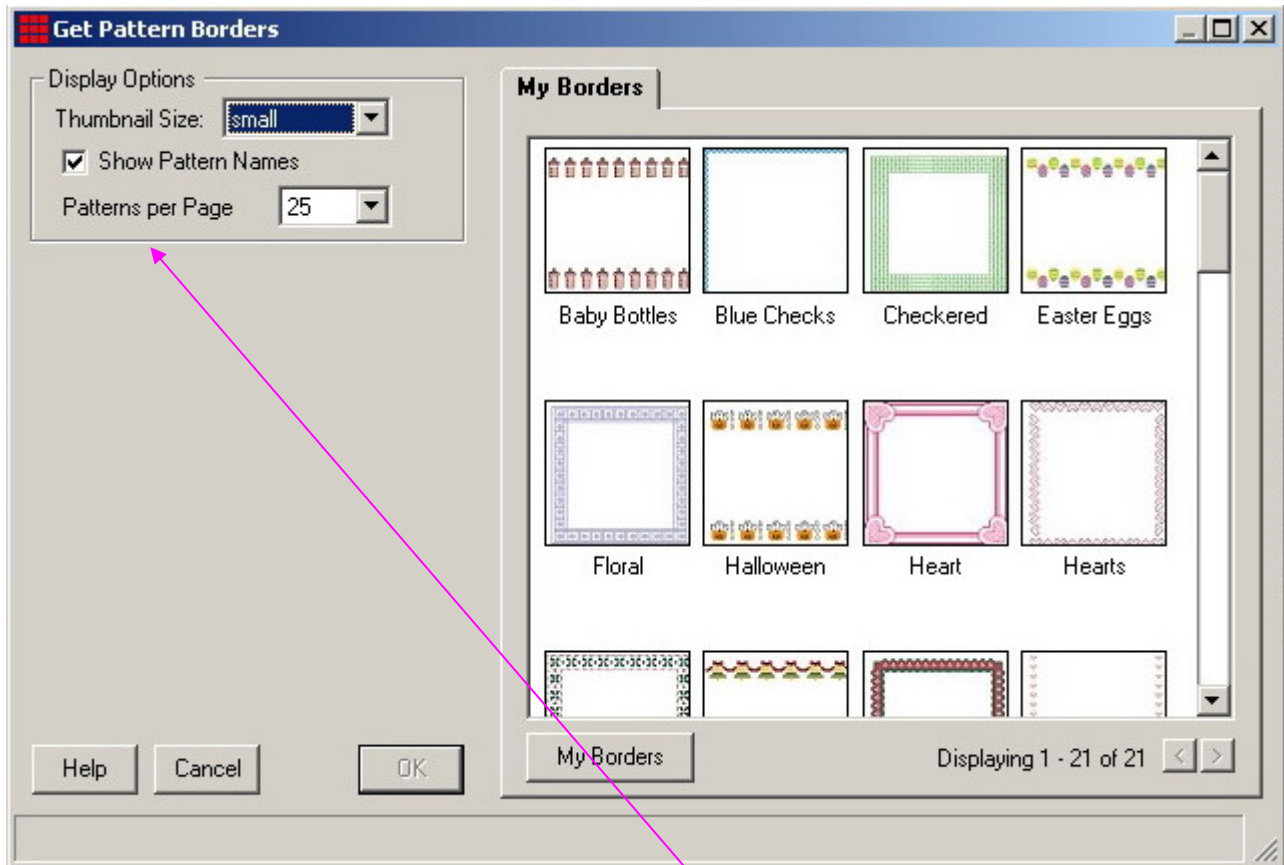 Get Pattern Borders
Display Options
Thumbnail Size: small
Show Pattern Names
Patterns per Page 25
My Borders
Baby Bottles Blue Checks Checkered Easter Eggs
Floral Halloween Heart Hearts
My Borders
Displaying 1 - 21 of 21 < >
Help Cancel OK